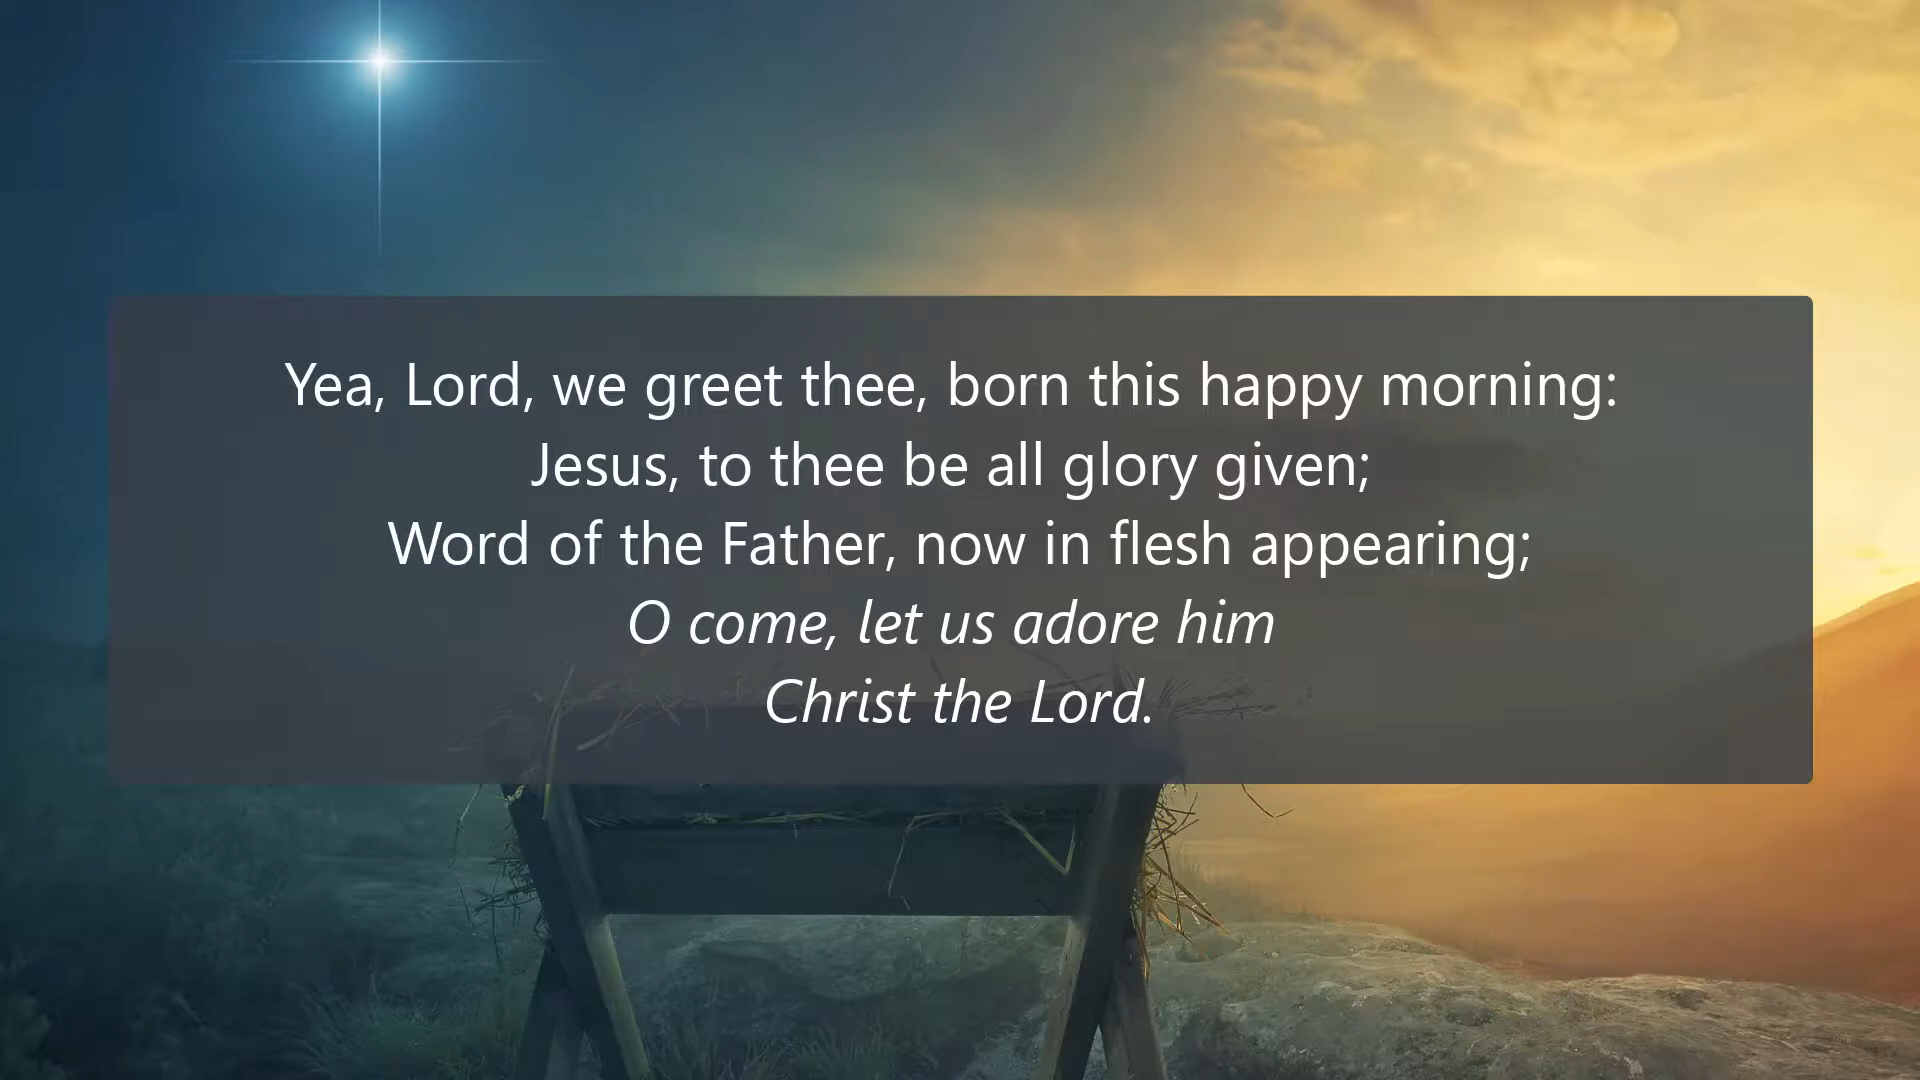 Yea, Lord, we greet thee, born this happy morning:
Jesus, to thee be all glory given;
Word of the Father, now in flesh appearing;
O come, let us adore him
Christ the Lord.